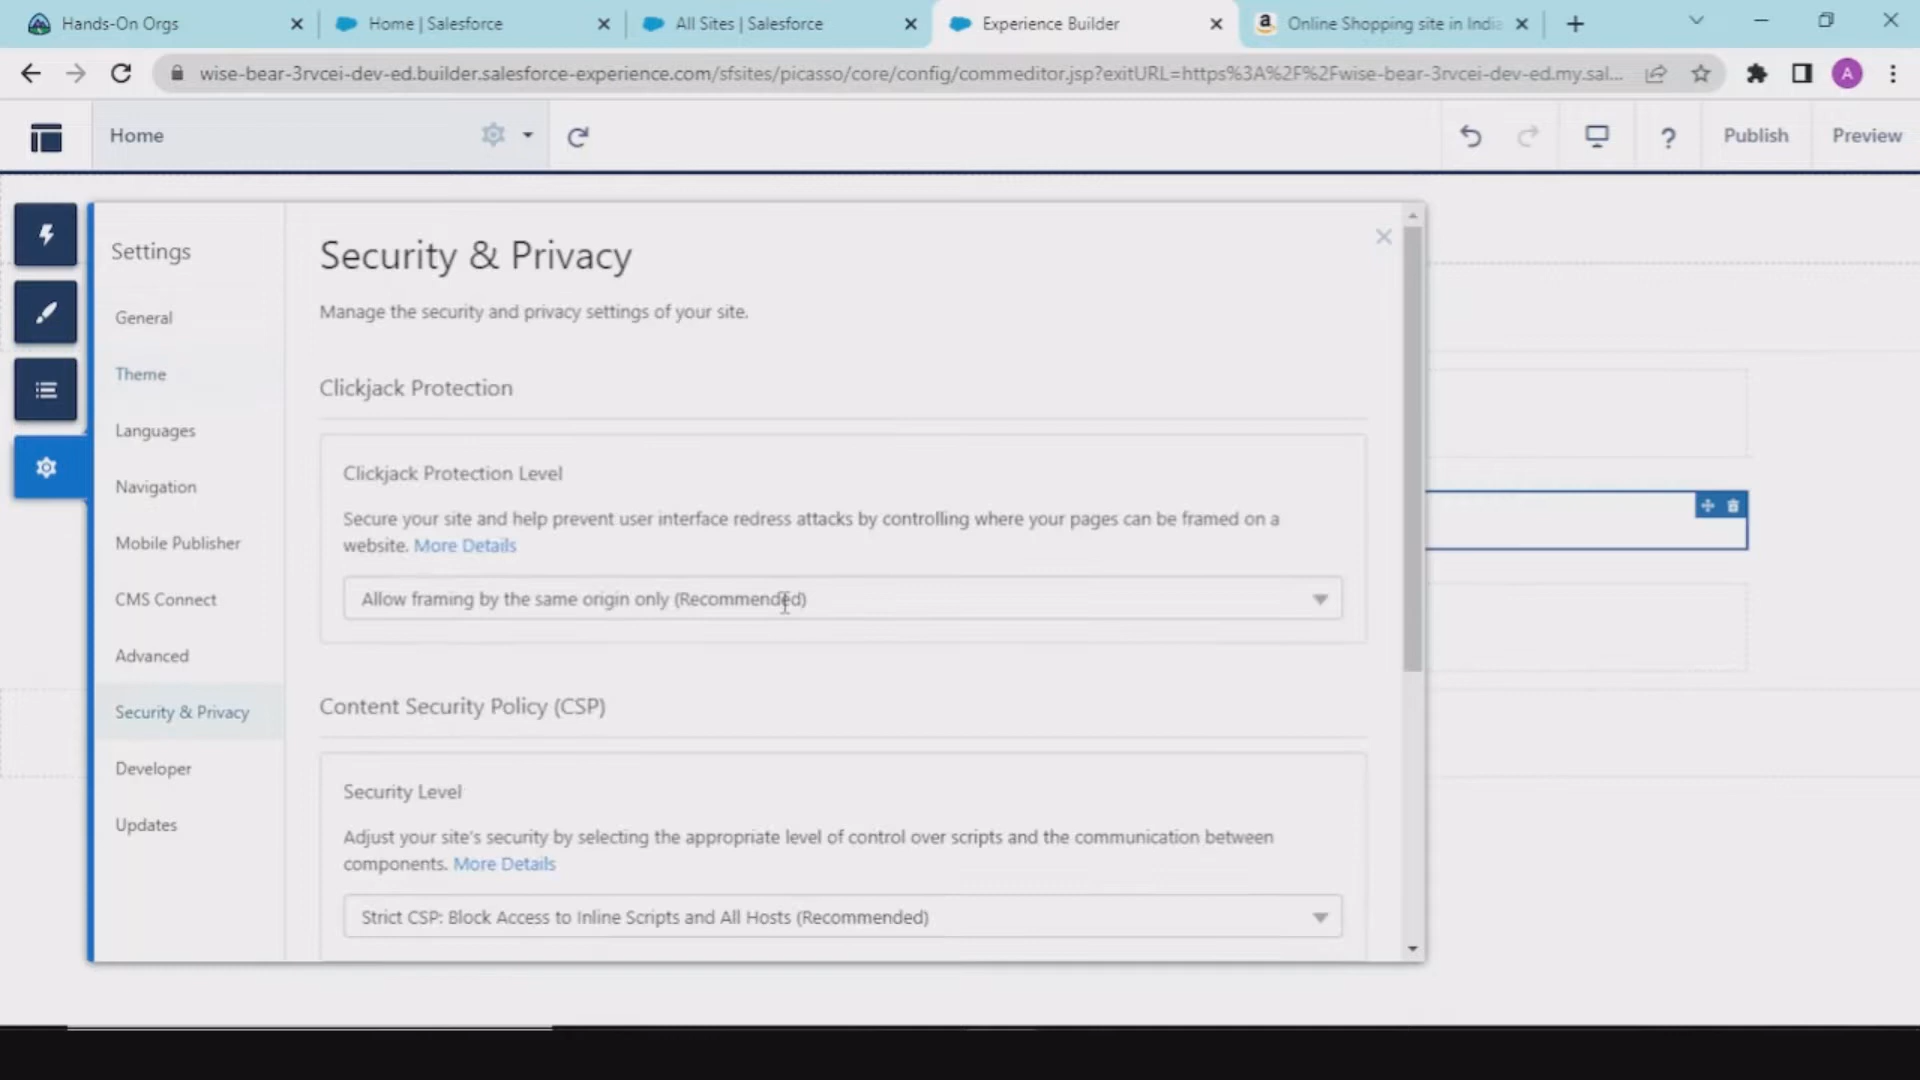 Hands-On Orgs
Home | Salesforce
All Sites | Salesforce
Experience Builder
Online Shopping site in India
wise-bear-3rvcei-dev-ed.builder.salesforce-experience.com/sfsites/picasso/core/config/commeditor.jsp?exitURL=https%3A%2F%2Fwise-bear-3rvcei-dev-ed.my.sal...
A
Home
Publish
Preview
Settings
General
Theme
Languages
Navigation
Mobile Publisher
CMS Connect
Advanced
Security & Privacy
Developer
Updates
Security & Privacy
Manage the security and privacy settings of your site.
Clickjack Protection
Clickjack Protection Level
Secure your site and help prevent user interface redress attacks by controlling where your pages can be framed on a
website. More Details
Allow framing by the same origin only (Recommended)
Content Security Policy (CSP)
Security Level
Adjust your site's security by selecting the appropriate level of control over scripts and the communication between
components. More Details
Strict CSP: Block Access to Inline Scripts and All Hosts (Recommended)